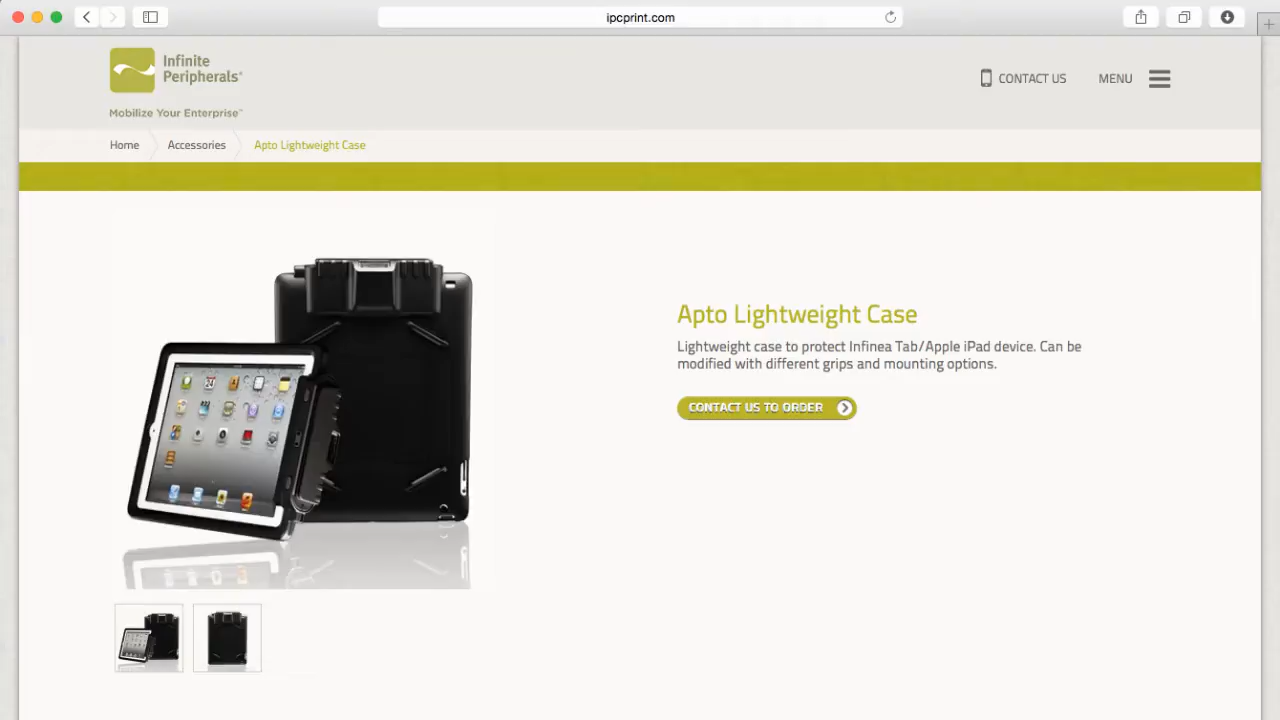 ipcprint.com
Infinite
Peripherals®
Mobilize Your Enterprise™
CONTACT US
MENU
Home
Accessories
Apto Lightweight Case
Apto Lightweight Case
Lightweight case to protect Infinea Tab/Apple iPad device. Can be
modified with different grips and mounting options.
CONTACT US TO ORDER